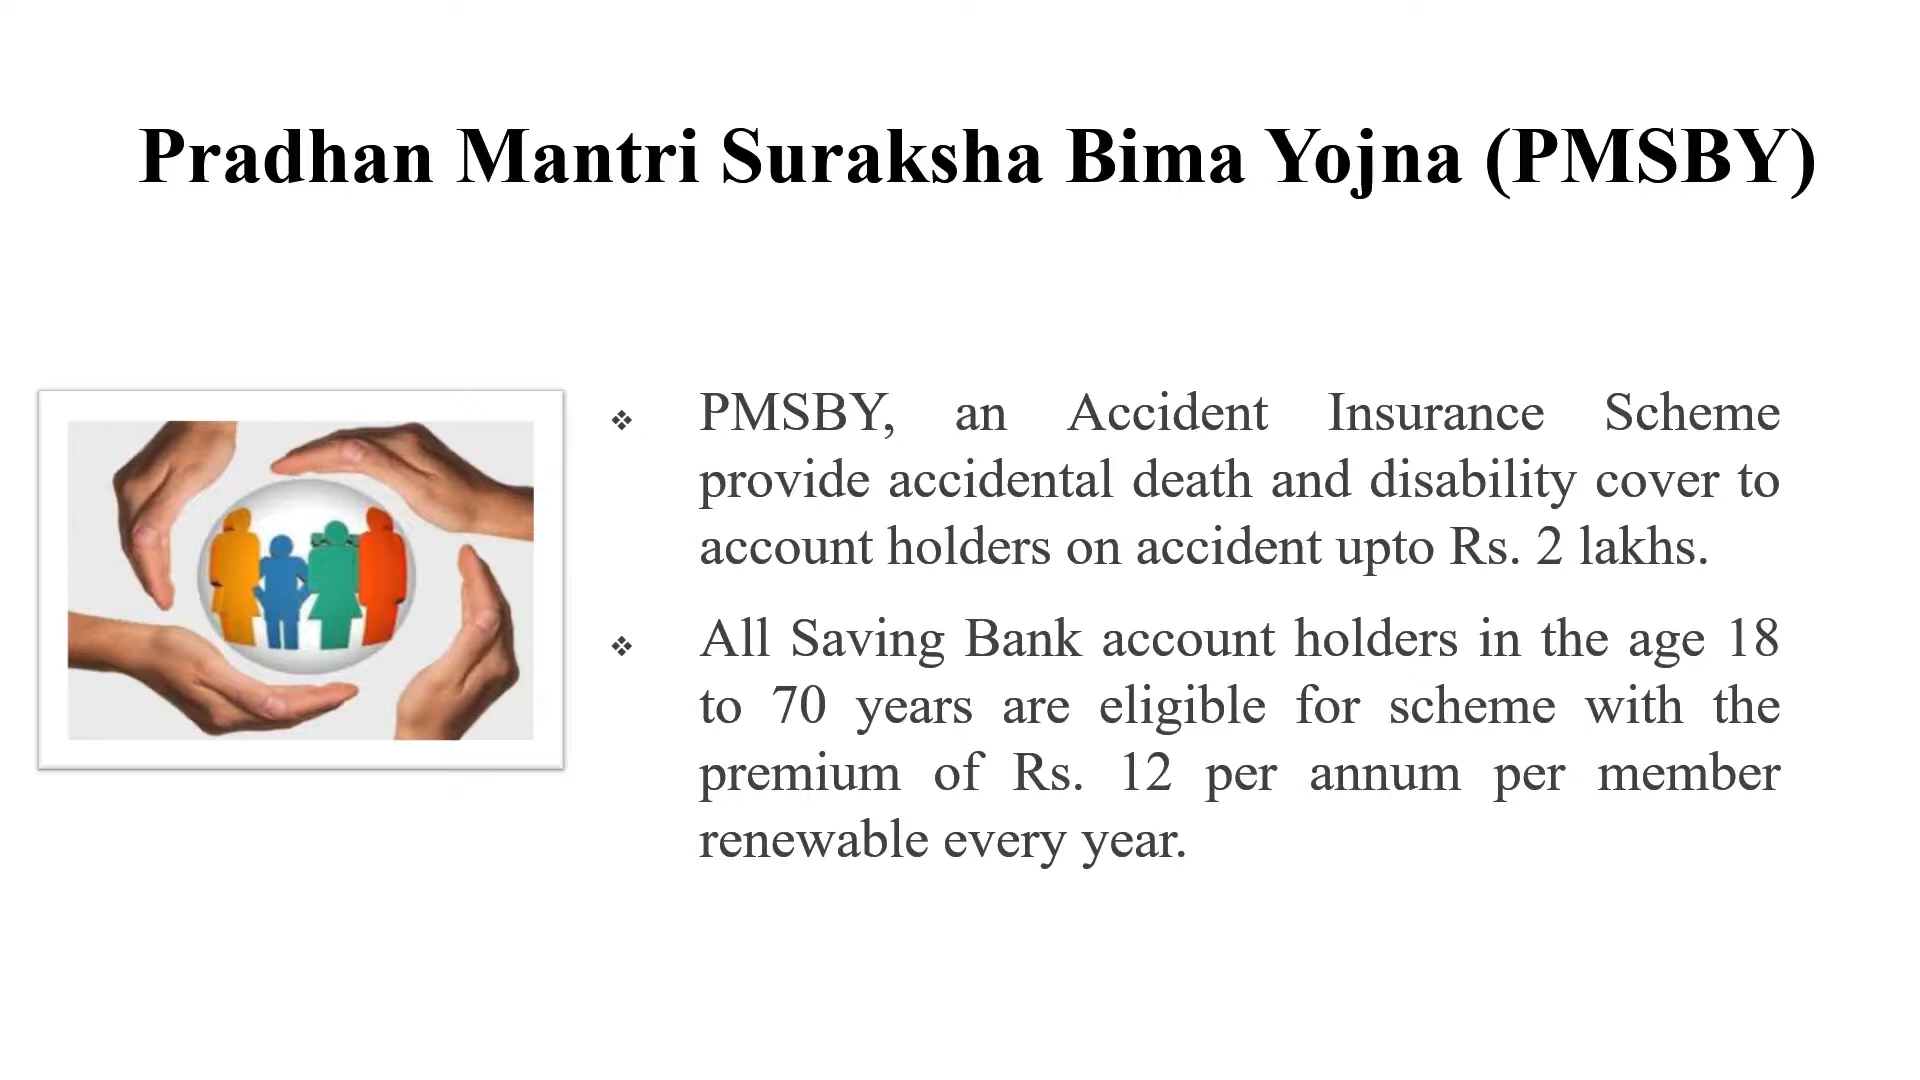 Pradhan Mantri Suraksha Bima Yojna (PMSBY)
❖ PMSBY, an Accident Insurance Scheme
provide accidental death and disability cover to
account holders on accident upto Rs. 2 lakhs.
❖ All Saving Bank account holders in the age 18
to 70 years are eligible for scheme with the
premium of Rs. 12 per annum per member
renewable every year.